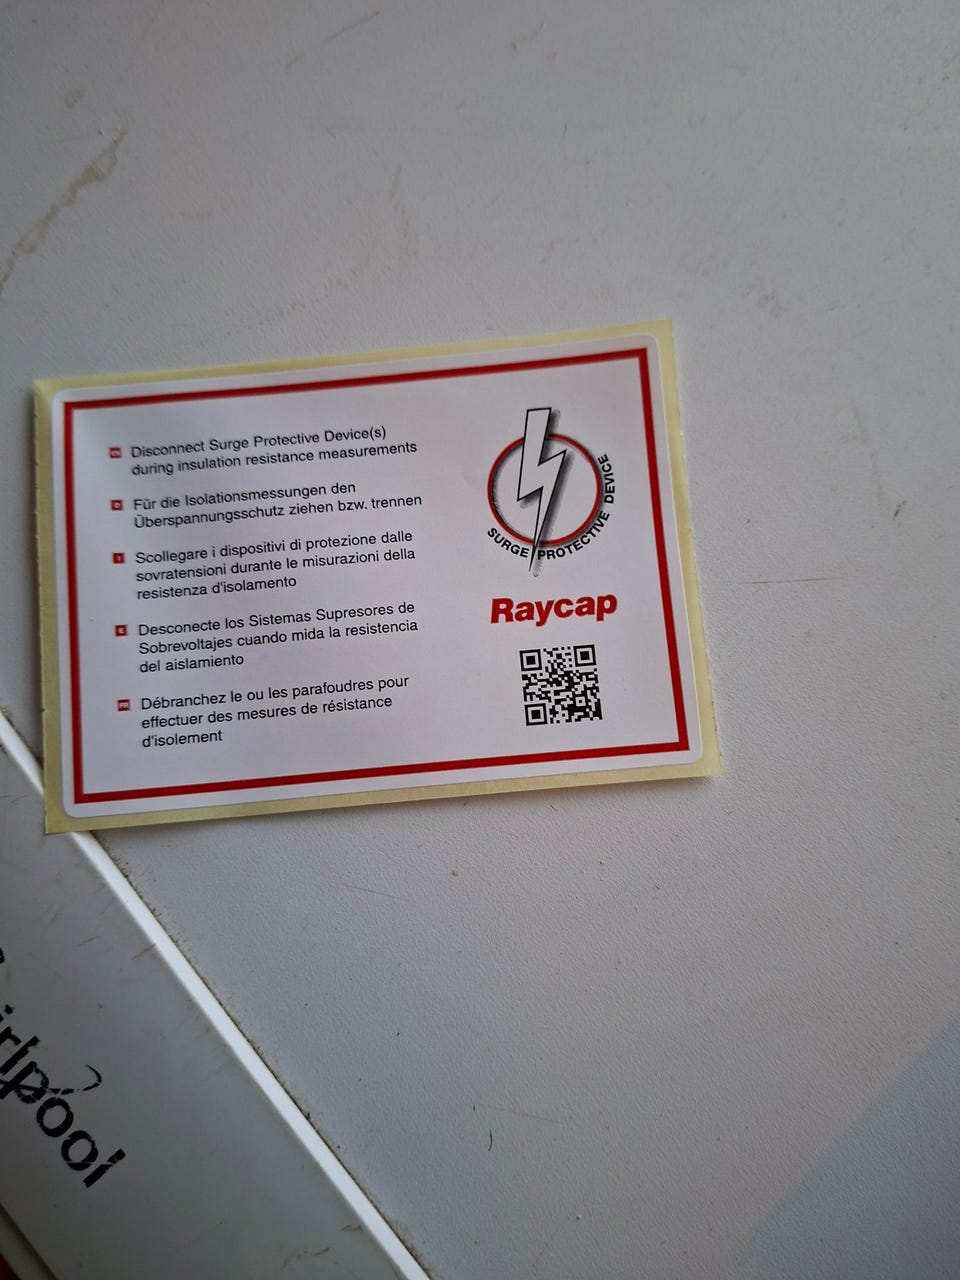 EN Disconnect Surge Protective Device(s)
during insulation resistance measurements
D Für die Isolationsmessungen den
Überspannungsschutz ziehen bzw. trennen
I Scollegare i dispositivi di protezione dalle
sovratensioni durante le misurazioni della
resistenza d'isolamento
E Desconecte los Sistemas Supresores de
Sobrevoltajes cuando mida la resistencia
del aislamiento
FR Débranchez le ou les parafoudres pour
effectuer des mesures de résistance
d'isolement
SURGE PROTECTIVE DEVICE
Raycap
irlpool